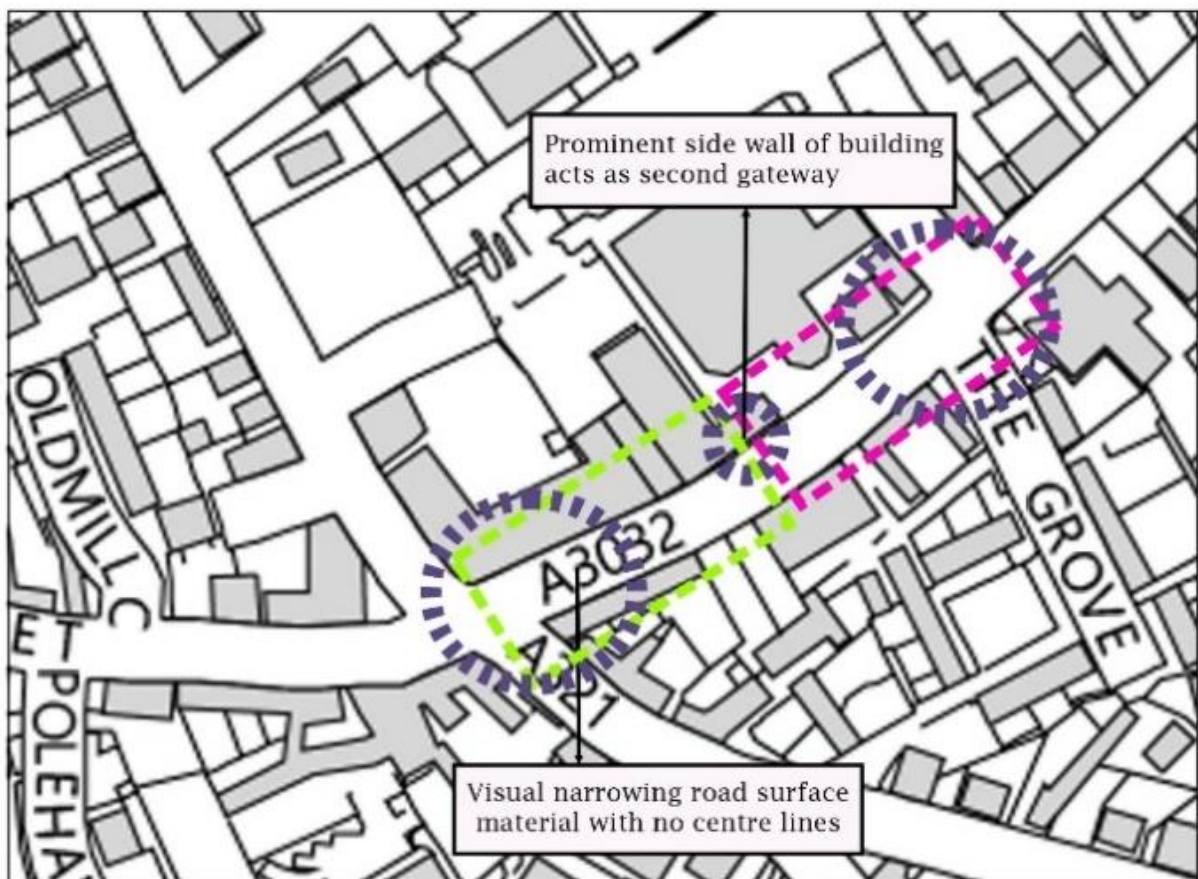 Prominent side wall of building
acts as second gateway
OLDMILL C
THE GROVE
A3032
ET
POLEHA
Visual narrowing road surface
material with no centre lines